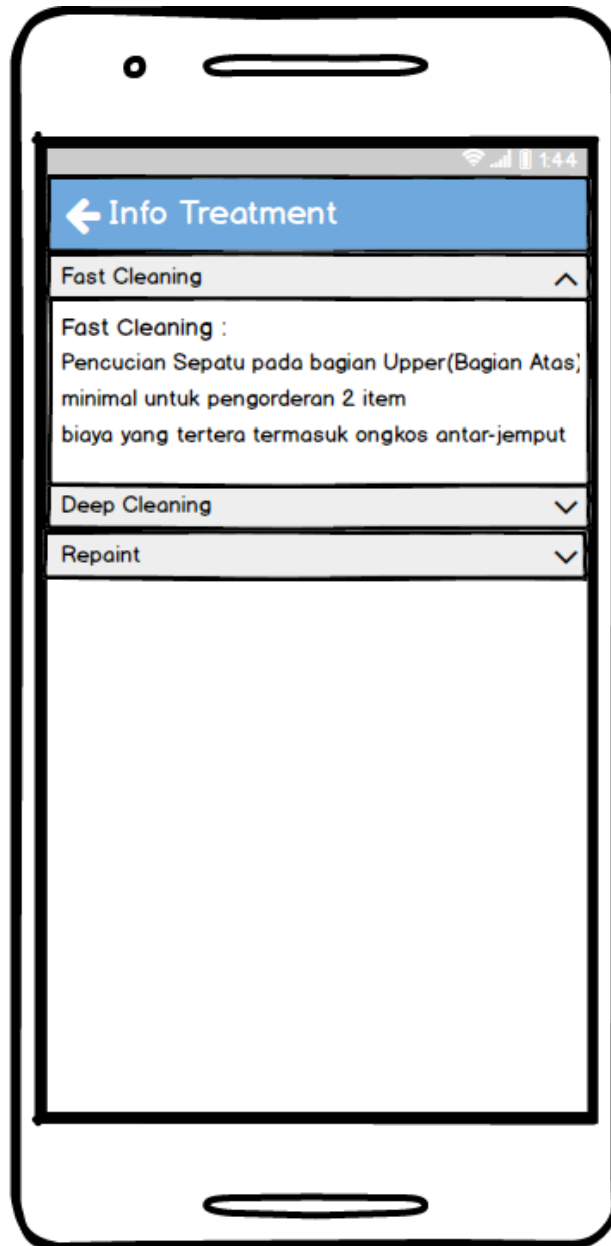 1:44
Info Treatment
Fast Cleaning
Fast Cleaning :
Pencucian Sepatu pada bagian Upper(Bagian Atas)
minimal untuk pengorderan 2 item
biaya yang tertera termasuk ongkos antar-jemput
Deep Cleaning
Repaint